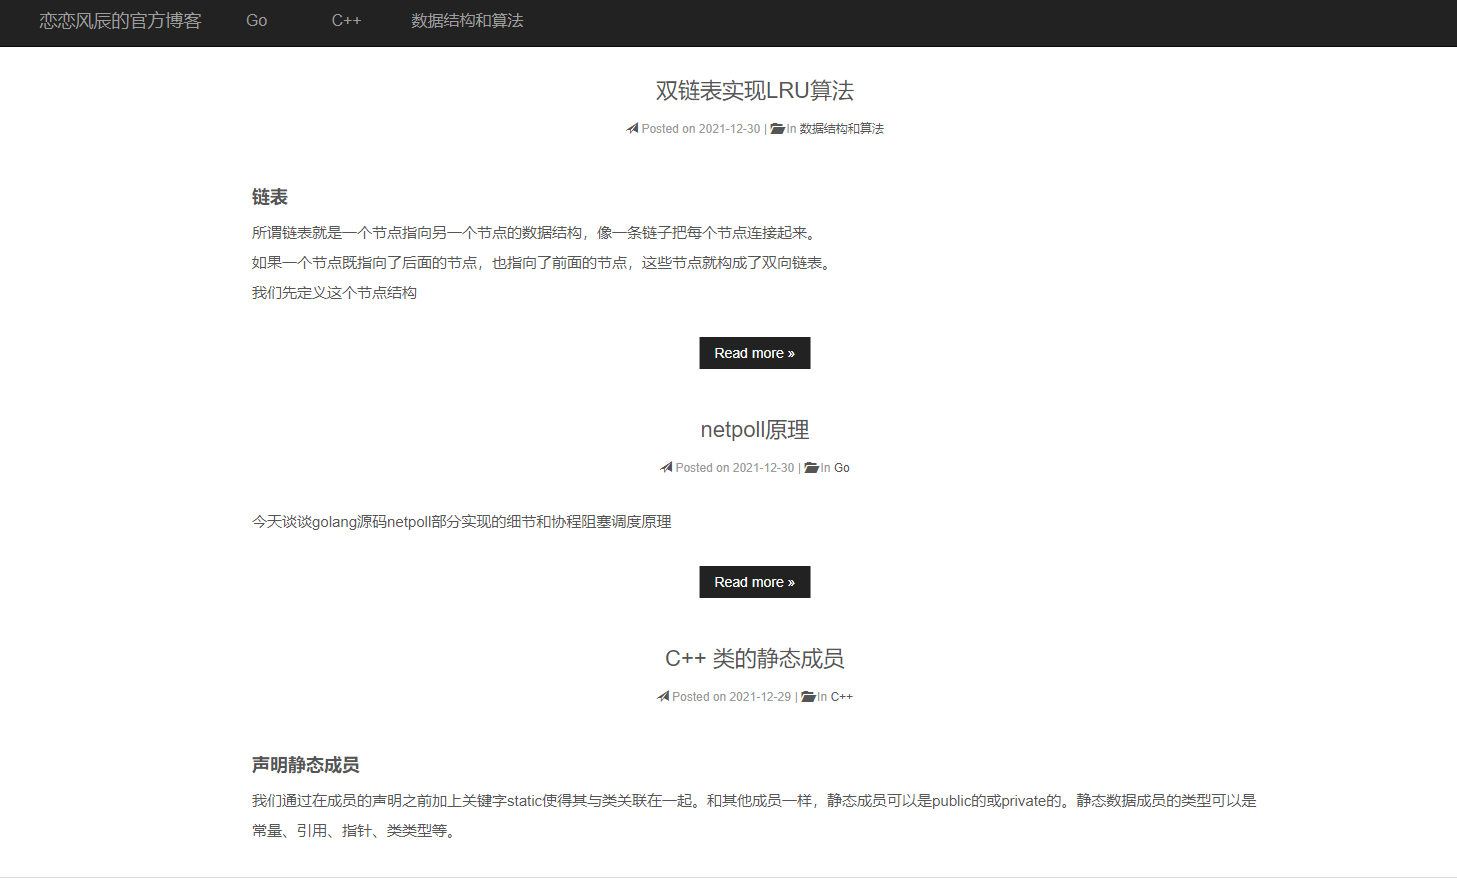 恋恋风辰的官方博客 Go C++ 数据结构和算法
双链表实现LRU算法
Posted on 2021-12-30 | In 数据结构和算法
链表
所谓链表就是一个节点指向另一个节点的数据结构，像一条链子把每个节点连接起来。
如果一个节点既指向了后面的节点，也指向了前面的节点，这些节点就构成了双向链表。
我们先定义这个节点结构
Read more »
netpoll原理
Posted on 2021-12-30 | In Go
今天谈谈golang源码netpoll部分实现的细节和协程阻塞调度原理
Read more »
C++ 类的静态成员
Posted on 2021-12-29 | In C++
声明静态成员
我们通过在成员的声明之前加上关键字static使得其与类关联在一起。和其他成员一样，静态成员可以是public的或private的。静态数据成员的类型可以是
常量、引用、指针、类类型等。